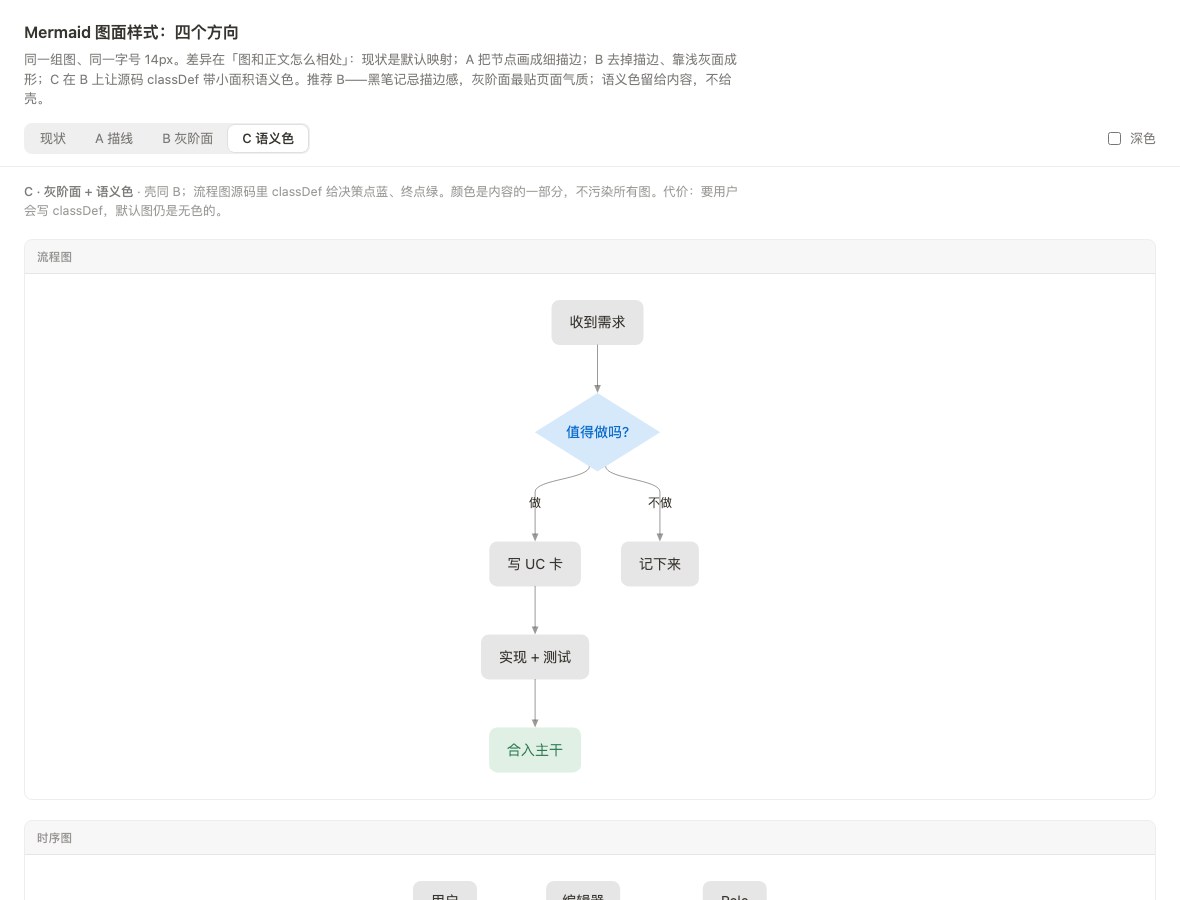 Mermaid 图面样式：四个方向
同一组图、同一字号 14px。差异在「图和正文怎么相处」：现状是默认映射；A 把节点画成细描边；B 去掉描边、靠浅灰面成
形；C 在 B 上让源码 classDef 带小面积语义色。推荐 B——黑笔记忌描边感，灰阶面最贴页面气质；语义色留给内容，不给
壳。
现状 A 描线 B 灰阶面 C 语义色 深色
C · 灰阶面 + 语义色 · 壳同 B；流程图源码里 classDef 给决策点蓝、终点绿。颜色是内容的一部分，不污染所有图。代价：要用户
会写 classDef，默认图仍是无色的。
流程图
收到需求
值得做吗?
做 不做
写 UC 卡 记下来
实现 + 测试
合入主干
时序图
用户 编辑器 Pole